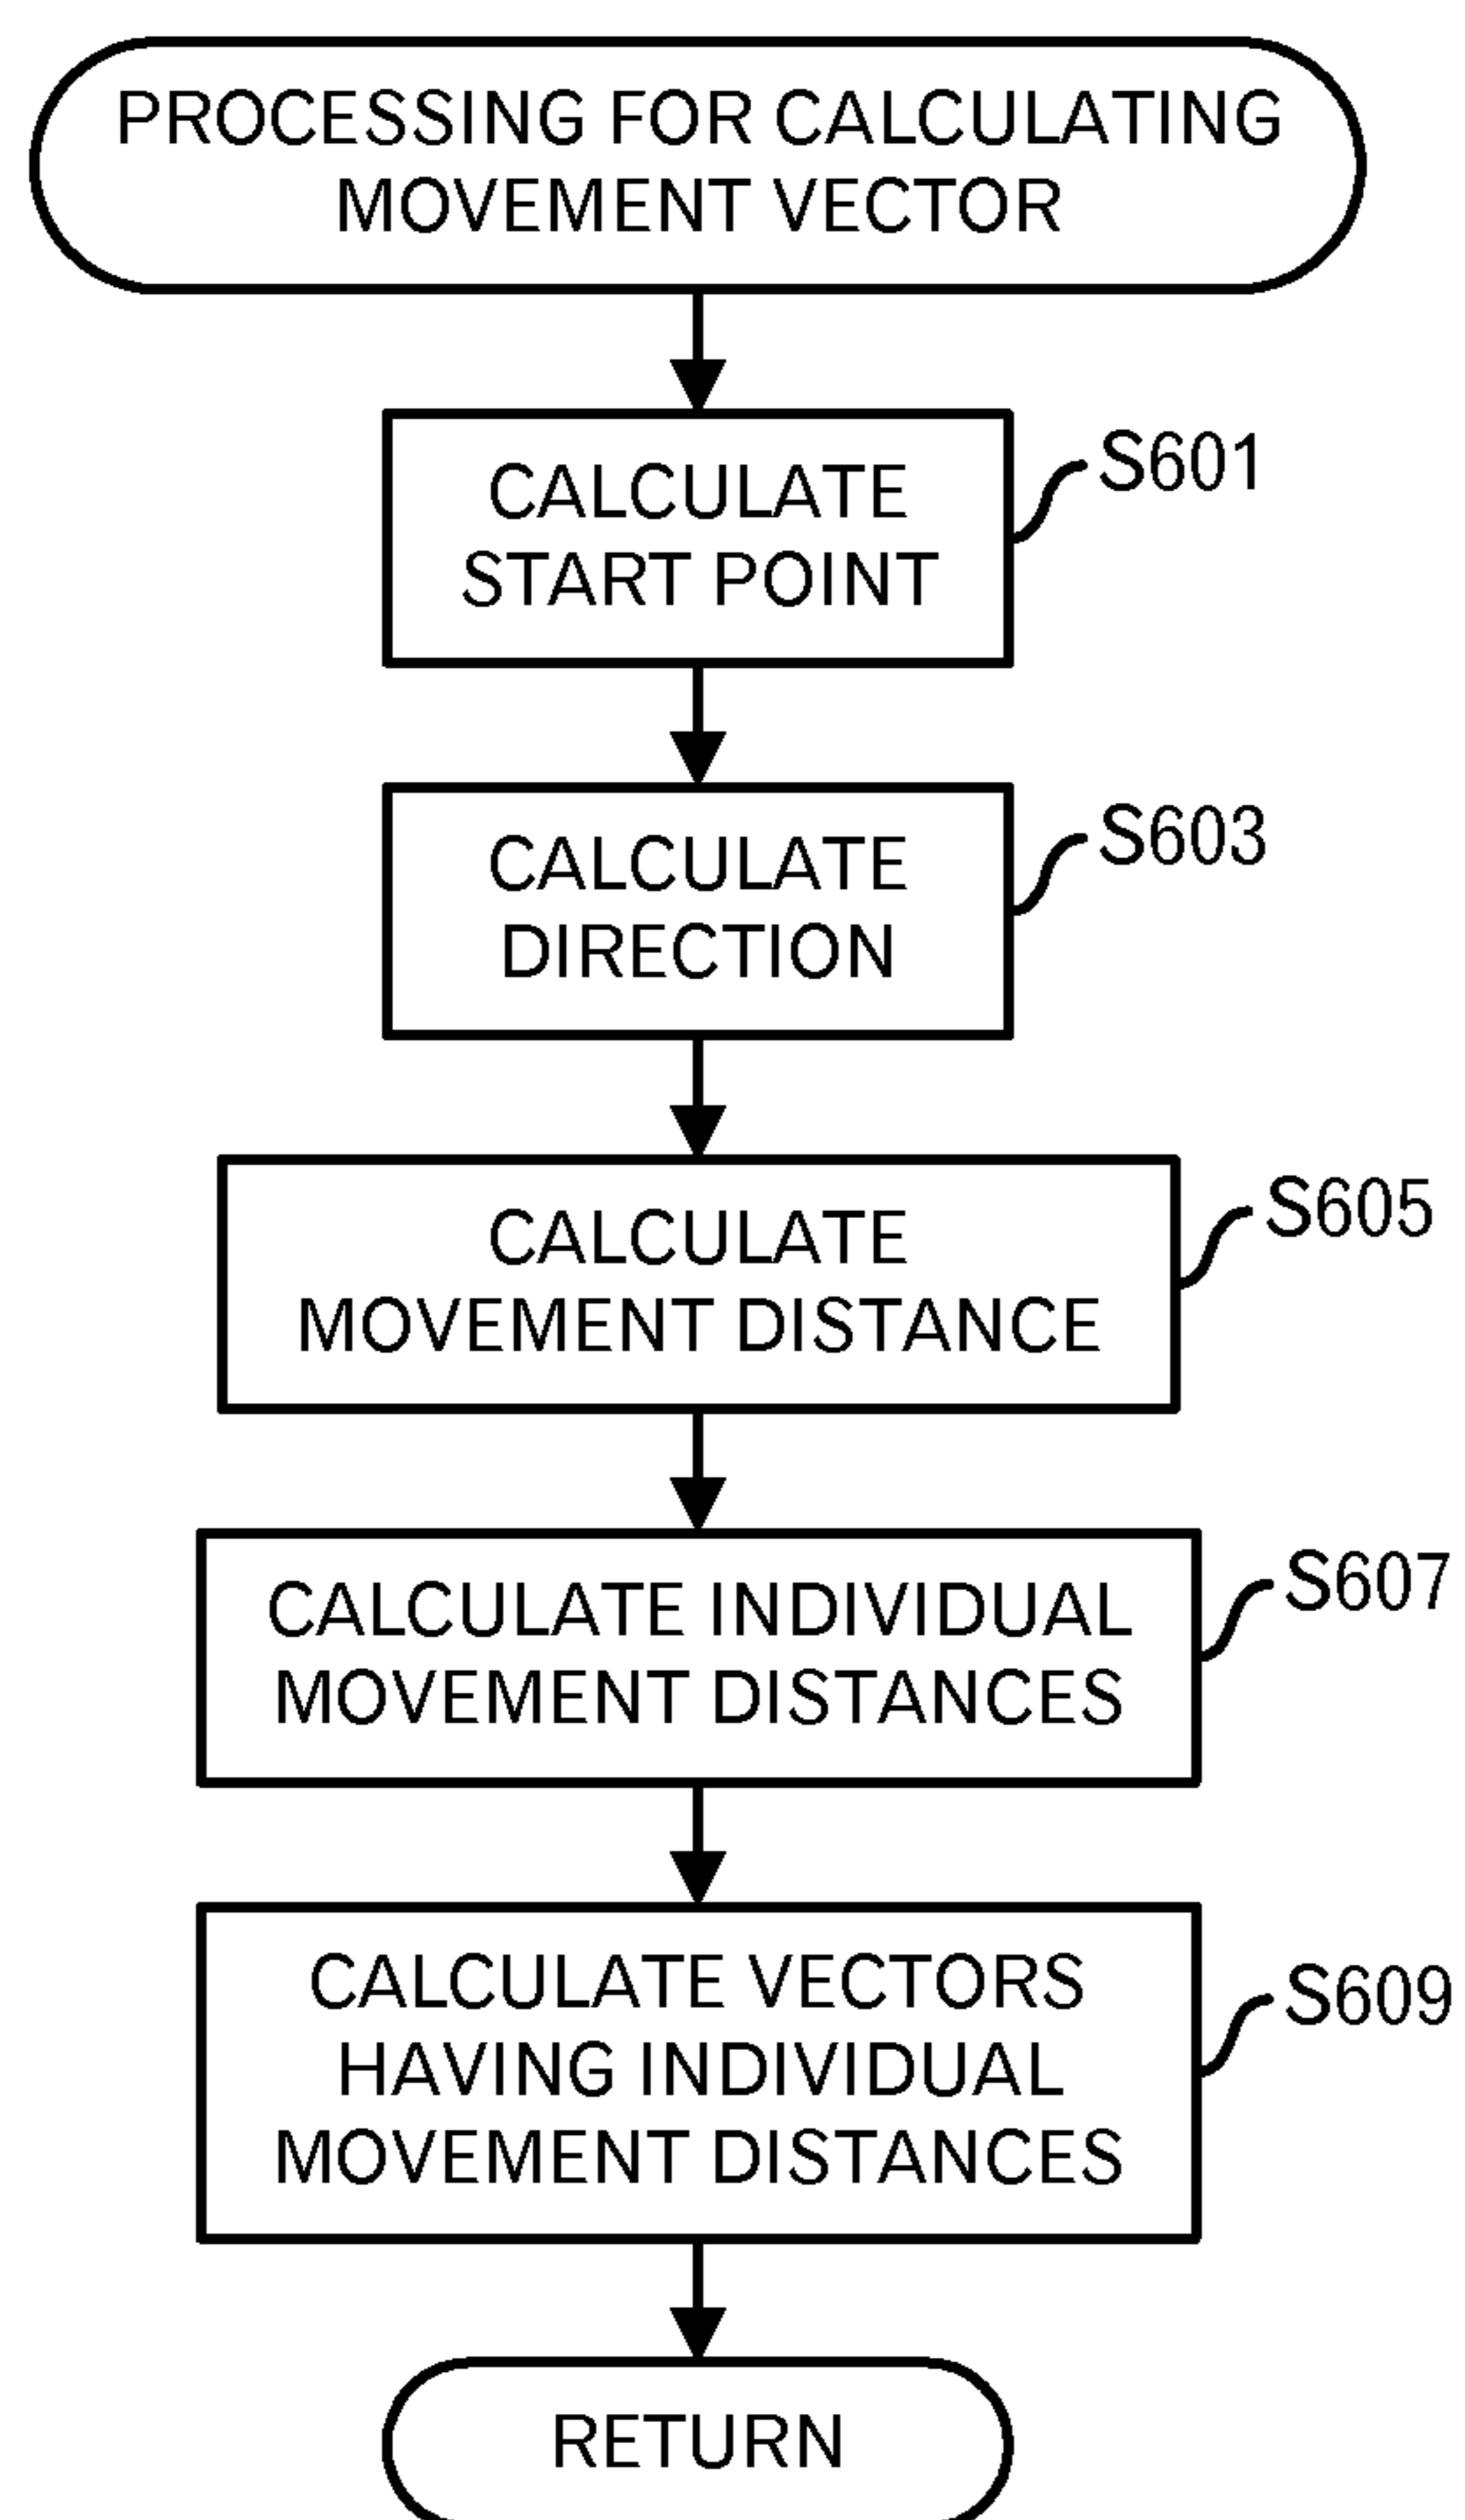 PROCESSING FOR CALCULATING
MOVEMENT VECTOR
CALCULATE
START POINT
S601
CALCULATE
DIRECTION
S603
CALCULATE
MOVEMENT DISTANCE
S605
CALCULATE INDIVIDUAL
MOVEMENT DISTANCES
S607
CALCULATE VECTORS
HAVING INDIVIDUAL
MOVEMENT DISTANCES
S609
RETURN